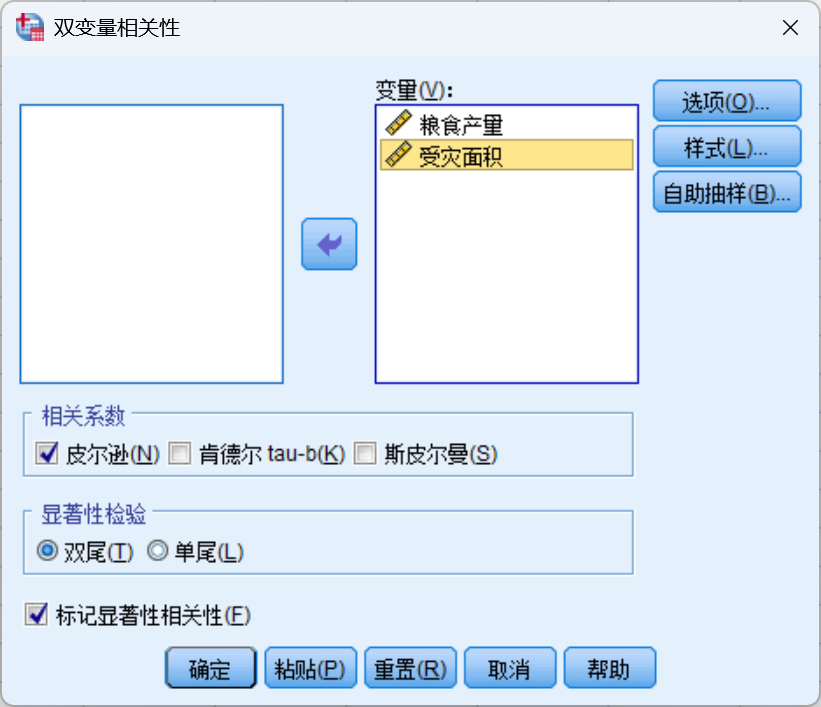 双变量相关性
变量(V):
粮食产量
受灾面积
选项(O)...
样式(L)...
自助抽样(B)...
相关系数
皮尔逊(N) 肯德尔 tau-b(K) 斯皮尔曼(S)
显著性检验
双尾(T) 单尾(L)
标记显著性相关性(F)
确定 粘贴(P) 重置(R) 取消 帮助